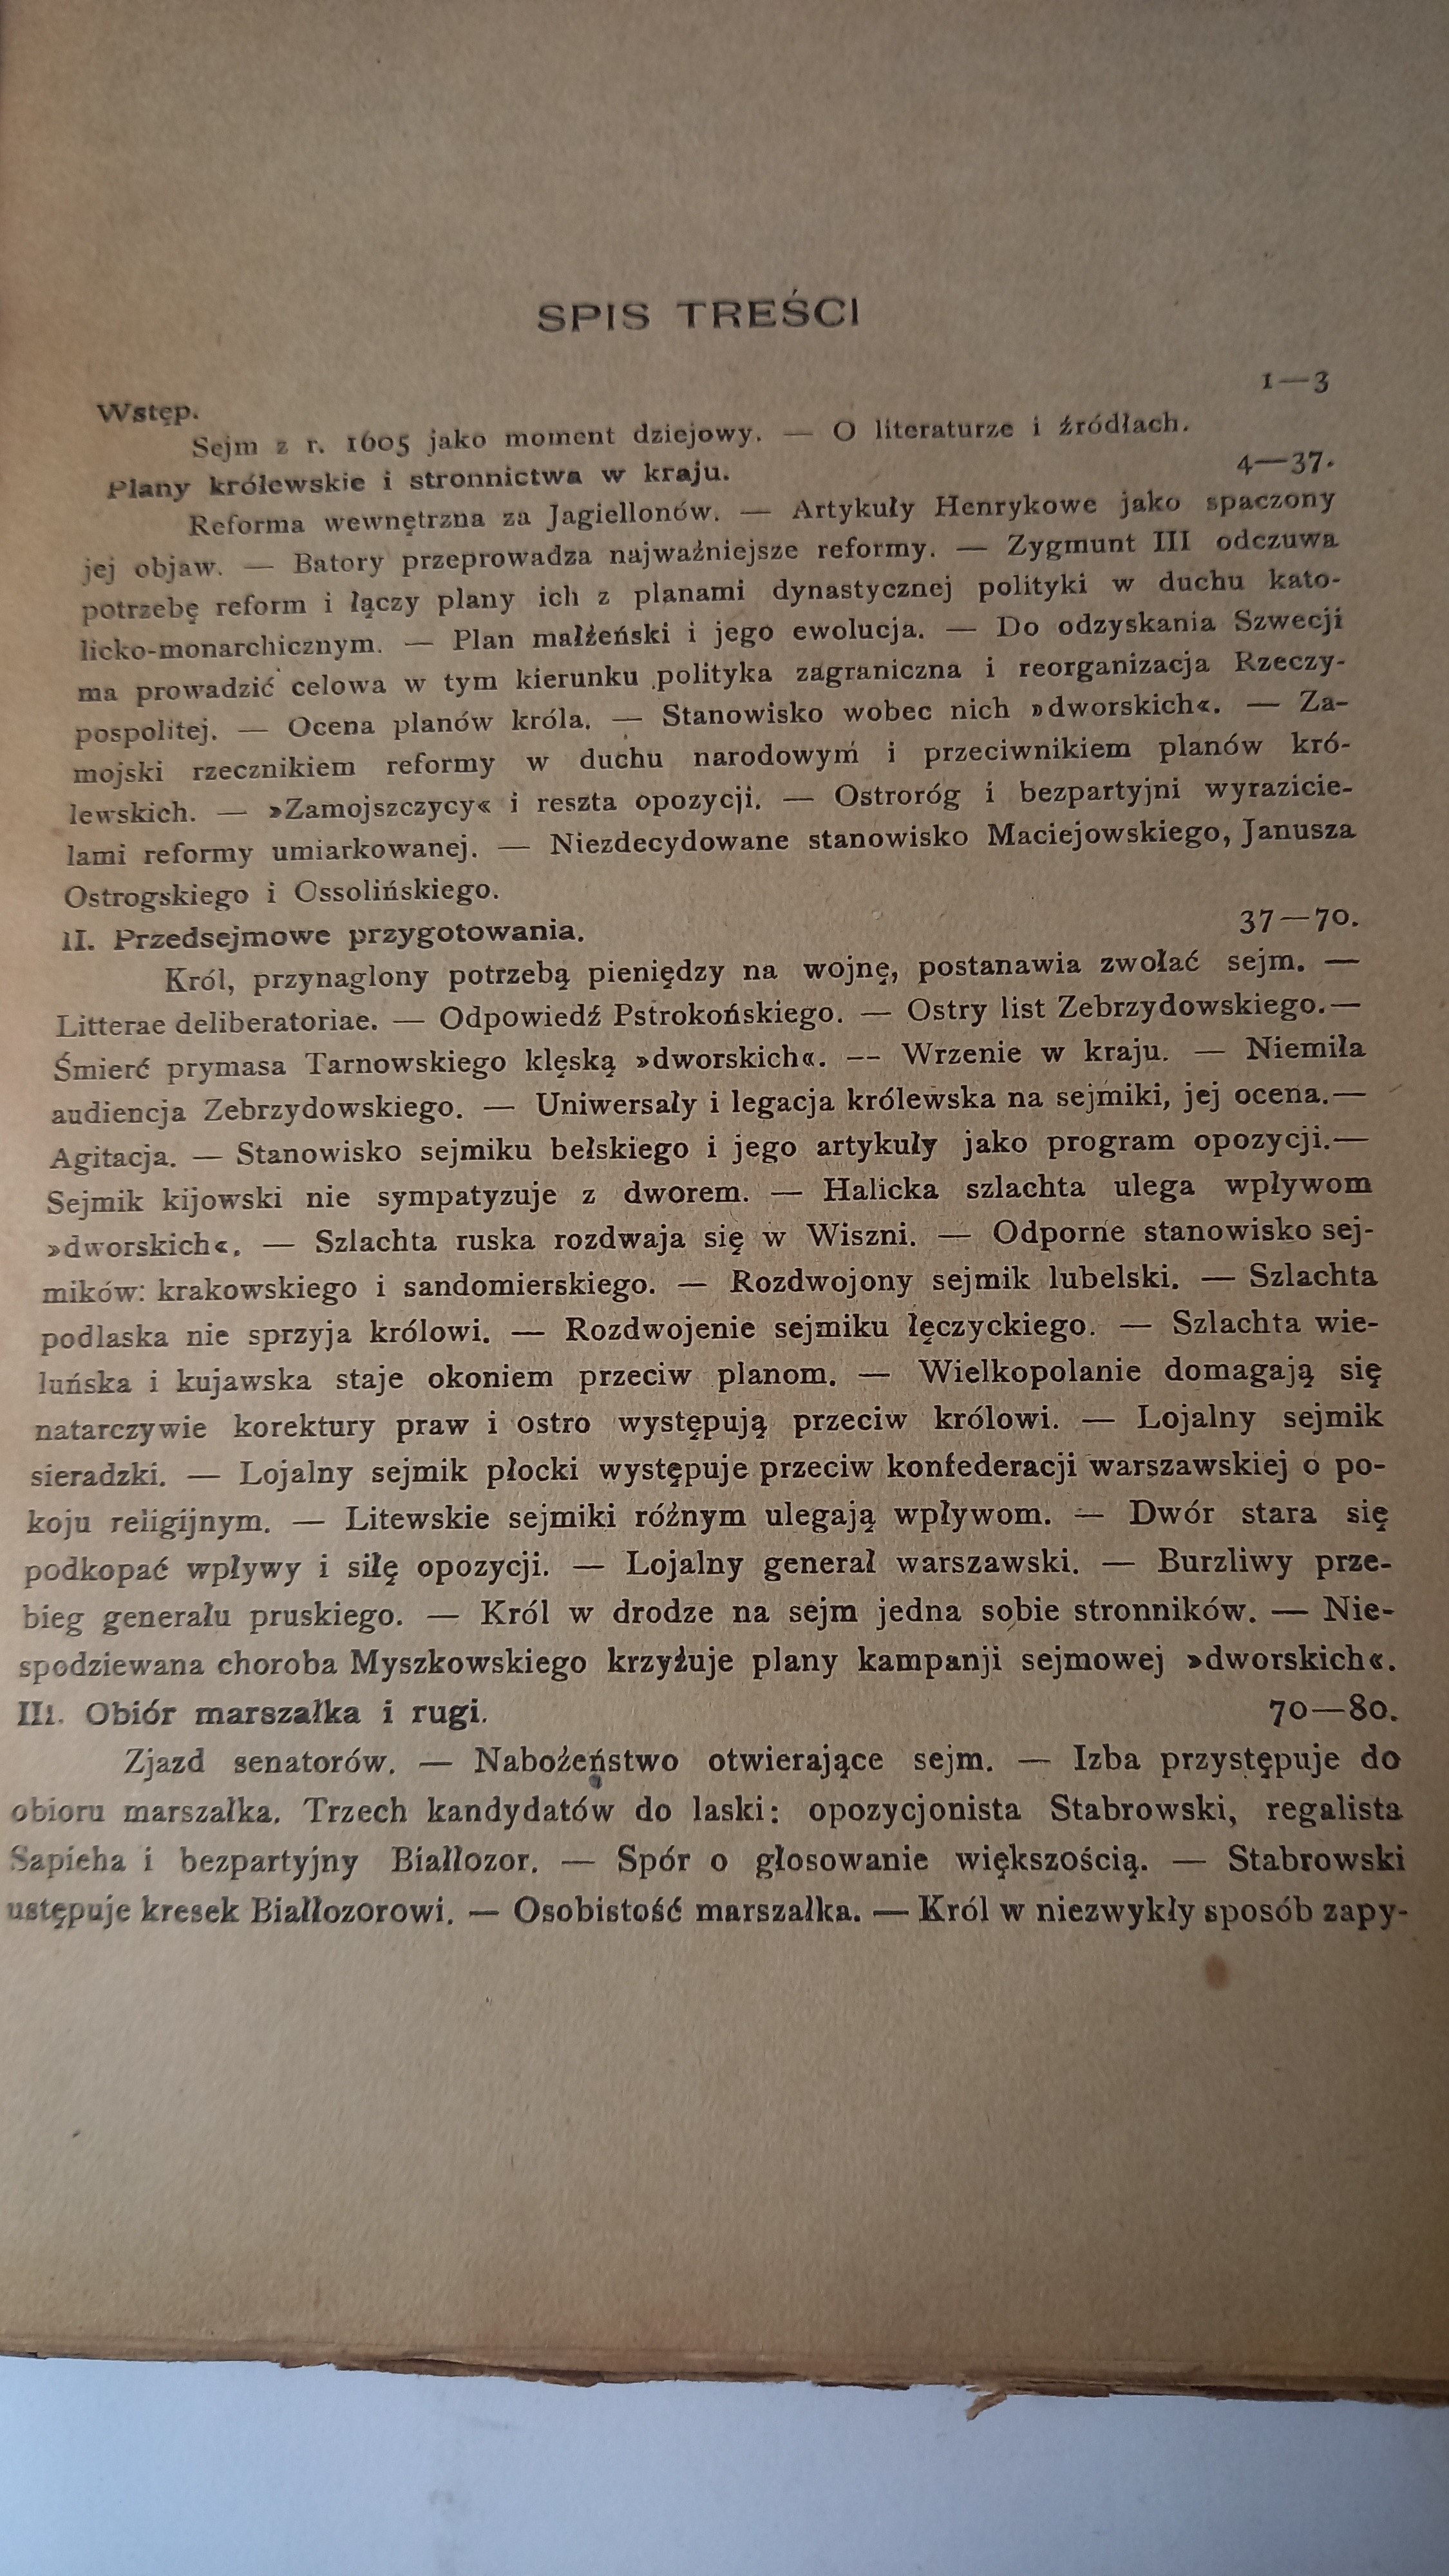 SPIS TREŚCI
Wstęp. 1—3
Sejm z r. 1605 jako moment dziejowy. — O literaturze i źródłach.
Plany królewskie i stronnictwa w kraju. 4—37.
Reforma wewnętrzna za Jagiellonów. — Artykuły Henrykowe jako spaczony
jej objaw. — Batory przeprowadza najważniejsze reformy. — Zygmunt III odczuwa
potrzebę reform i łączy plany ich z planami dynastycznej polityki w duchu kato-
licko-monarchicznym. — Plan małżeński i jego ewolucja. — Do odzyskania Szwecji
ma prowadzić celowa w tym kierunku polityka zagraniczna i reorganizacja Rzeczy-
pospolitej. — Ocena planów króla. — Stanowisko wobec nich »dworskich«. — Za-
mojski rzecznikiem reformy w duchu narodowym i przeciwnikiem planów kró-
lewskich. — »Zamojszczycy« i reszta opozycji. — Ostroróg i bezpartyjni wyrazicie-
lami reformy umiarkowanej. — Niezdecydowane stanowisko Maciejowskiego, Janusza
Ostrogskiego i Ossolińskiego.
II. Przedsejmowe przygotowania. 37—70.
Król, przynaglony potrzebą pieniędzy na wojnę, postanawia zwołać sejm. —
Litterae deliberatoriae. — Odpowiedź Pstrokońskiego. — Ostry list Zebrzydowskiego. —
Śmierć prymasa Tarnowskiego klęską »dworskich«. -- Wrzenie w kraju. — Niemiła
audiencja Zebrzydowskiego. — Uniwersały i legacja królewska na sejmiki, jej ocena. —
Agitacja. — Stanowisko sejmiku bełskiego i jego artykuły jako program opozycji. —
Sejmik kijowski nie sympatyzuje z dworem. — Halicka szlachta ulega wpływom
»dworskich«. — Szlachta ruska rozdwaja się w Wiszni. — Odporne stanowisko sej-
mików: krakowskiego i sandomierskiego. — Rozdwojony sejmik lubelski. — Szlachta
podlaska nie sprzyja królowi. — Rozdwojenie sejmiku łęczyckiego. — Szlachta wie-
luńska i kujawska staje okoniem przeciw planom. — Wielkopolanie domagają się
natarczywie korektury praw i ostro występują przeciw królowi. — Lojalny sejmik
sieradzki. — Lojalny sejmik płocki występuje przeciw konfederacji warszawskiej o po-
koju religijnym. — Litewskie sejmiki różnym ulegają wpływom. — Dwór stara się
podkopać wpływy i siłę opozycji. — Lojalny generał warszawski. — Burzliwy prze-
bieg generału pruskiego. — Król w drodze na sejm jedna sobie stronników. — Nie-
spodziewana choroba Myszkowskiego krzyżuje plany kampanji sejmowej »dworskich«.
III. Obiór marszałka i rugi. 70—80.
Zjazd senatorów. — Nabożeństwo otwierające sejm. — Izba przystępuje do
obioru marszałka. Trzech kandydatów do laski: opozycjonista Stabrowski, regalista
Sapieha i bezpartyjny Białlozor. — Spór o głosowanie większością. — Stabrowski
ustępuje kresek Białlozorowi. — Osobistość marszałka. — Król w niezwykły sposób zapy-